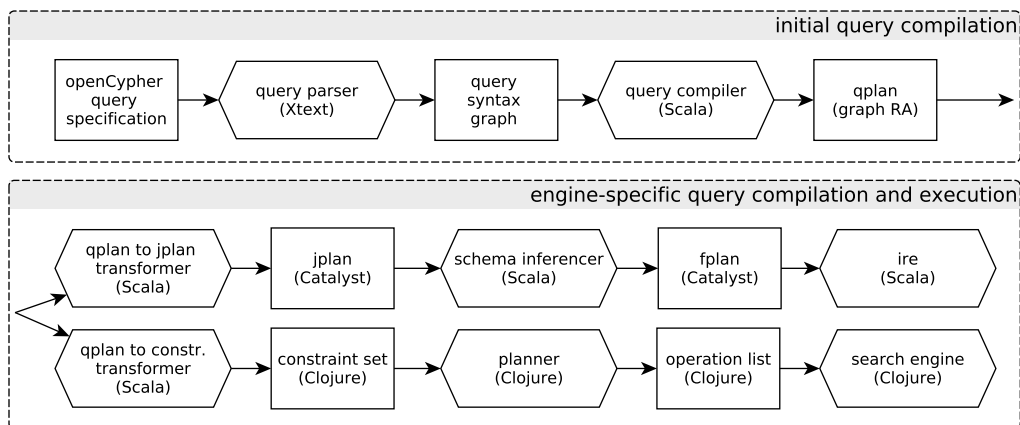 initial query compilation
openCypher
query
specification
query parser
(Xtext)
query
syntax
graph
query compiler
(Scala)
qplan
(graph RA)
engine-specific query compilation and execution
qplan to jplan
transformer
(Scala)
jplan
(Catalyst)
schema inferencer
(Scala)
fplan
(Catalyst)
ire
(Scala)
qplan to constr.
transformer
(Scala)
constraint set
(Clojure)
planner
(Clojure)
operation list
(Clojure)
search engine
(Clojure)